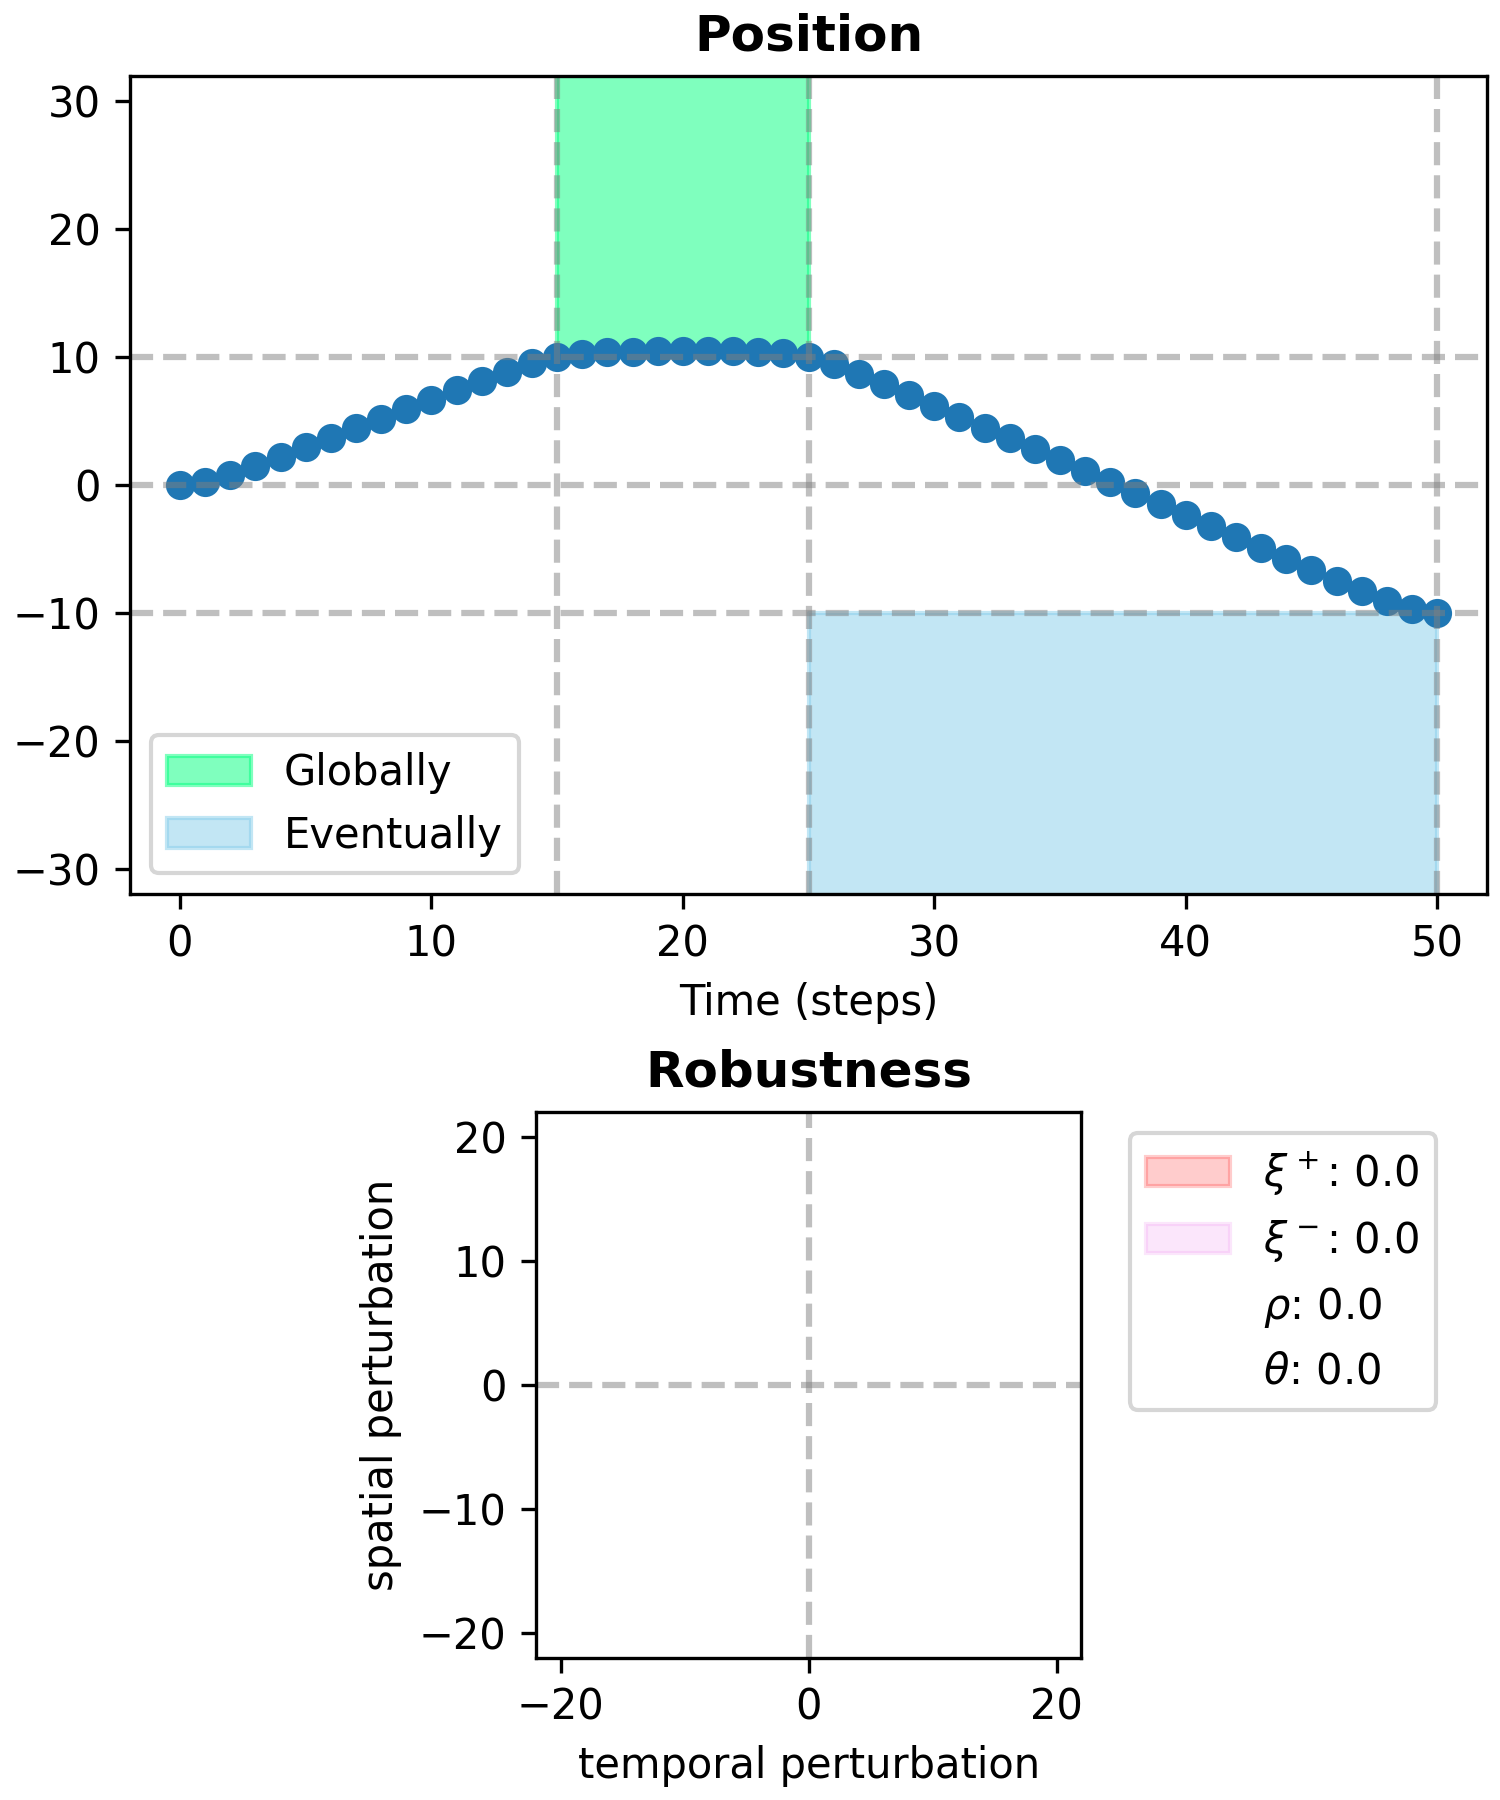 Position
30
20
10
0
−10
−20
−30
Globally
Eventually
0 10 20 30 40 50
Time (steps)
Robustness
20
10
0
−10
−20
spatial perturbation
−20 0 20
temporal perturbation
ξ⁺: 0.0
ξ⁻: 0.0
ρ: 0.0
θ: 0.0